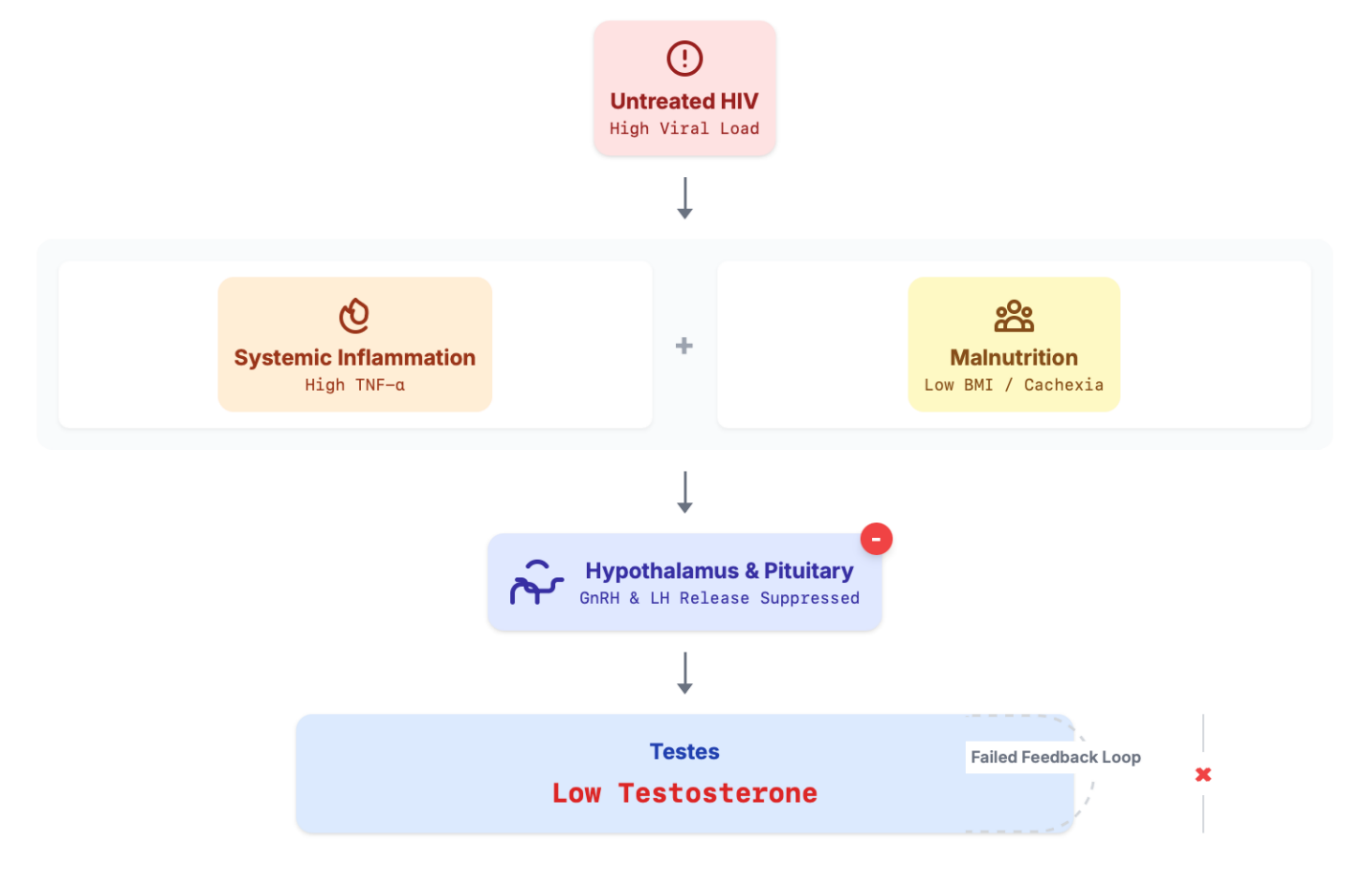 Untreated HIV
High Viral Load
Systemic Inflammation
High TNF-α
+
Malnutrition
Low BMI / Cachexia
-
Hypothalamus & Pituitary
GnRH & LH Release Suppressed
Testes
Low Testosterone
Failed Feedback Loop